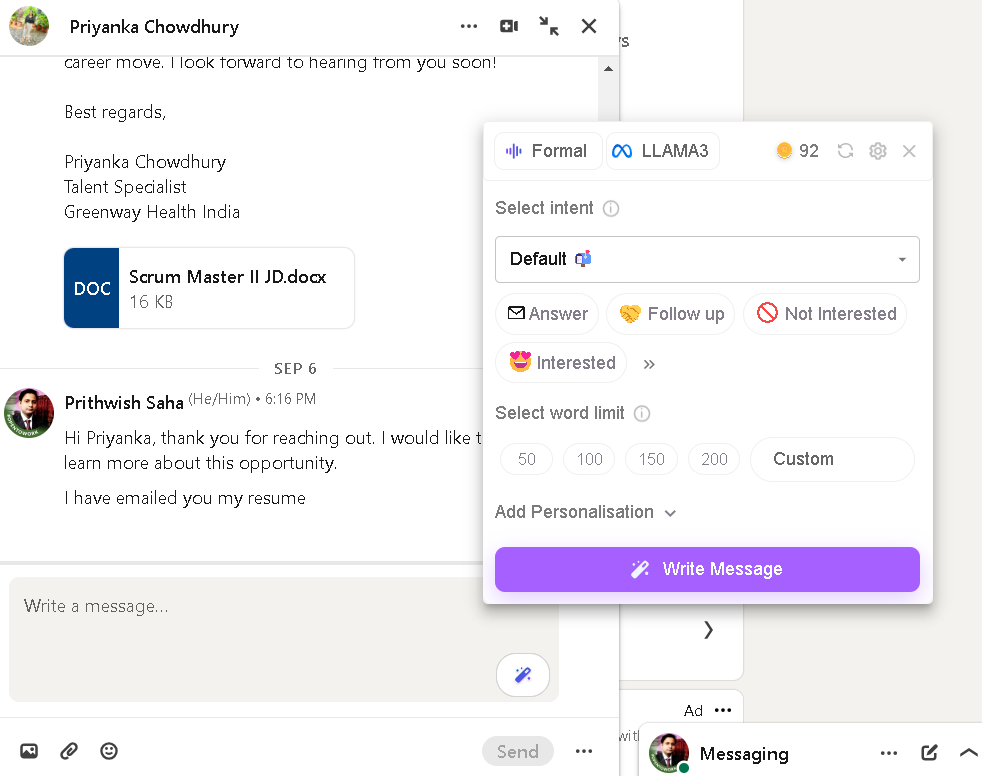 Priyanka Chowdhury
career move. I look forward to hearing from you soon!
Best regards,
Priyanka Chowdhury
Talent Specialist
Greenway Health India
DOC
Scrum Master II JD.docx
16 KB
SEP 6
Prithwish Saha (He/Him) • 6:16 PM
Hi Priyanka, thank you for reaching out. I would like t
learn more about this opportunity.
I have emailed you my resume
Write a message...
Send
Formal
LLAMA3
92
Select intent
Default
Answer
Follow up
Not Interested
Interested
»
Select word limit
50
100
150
200
Custom
Add Personalisation
Write Message
Ad
Messaging